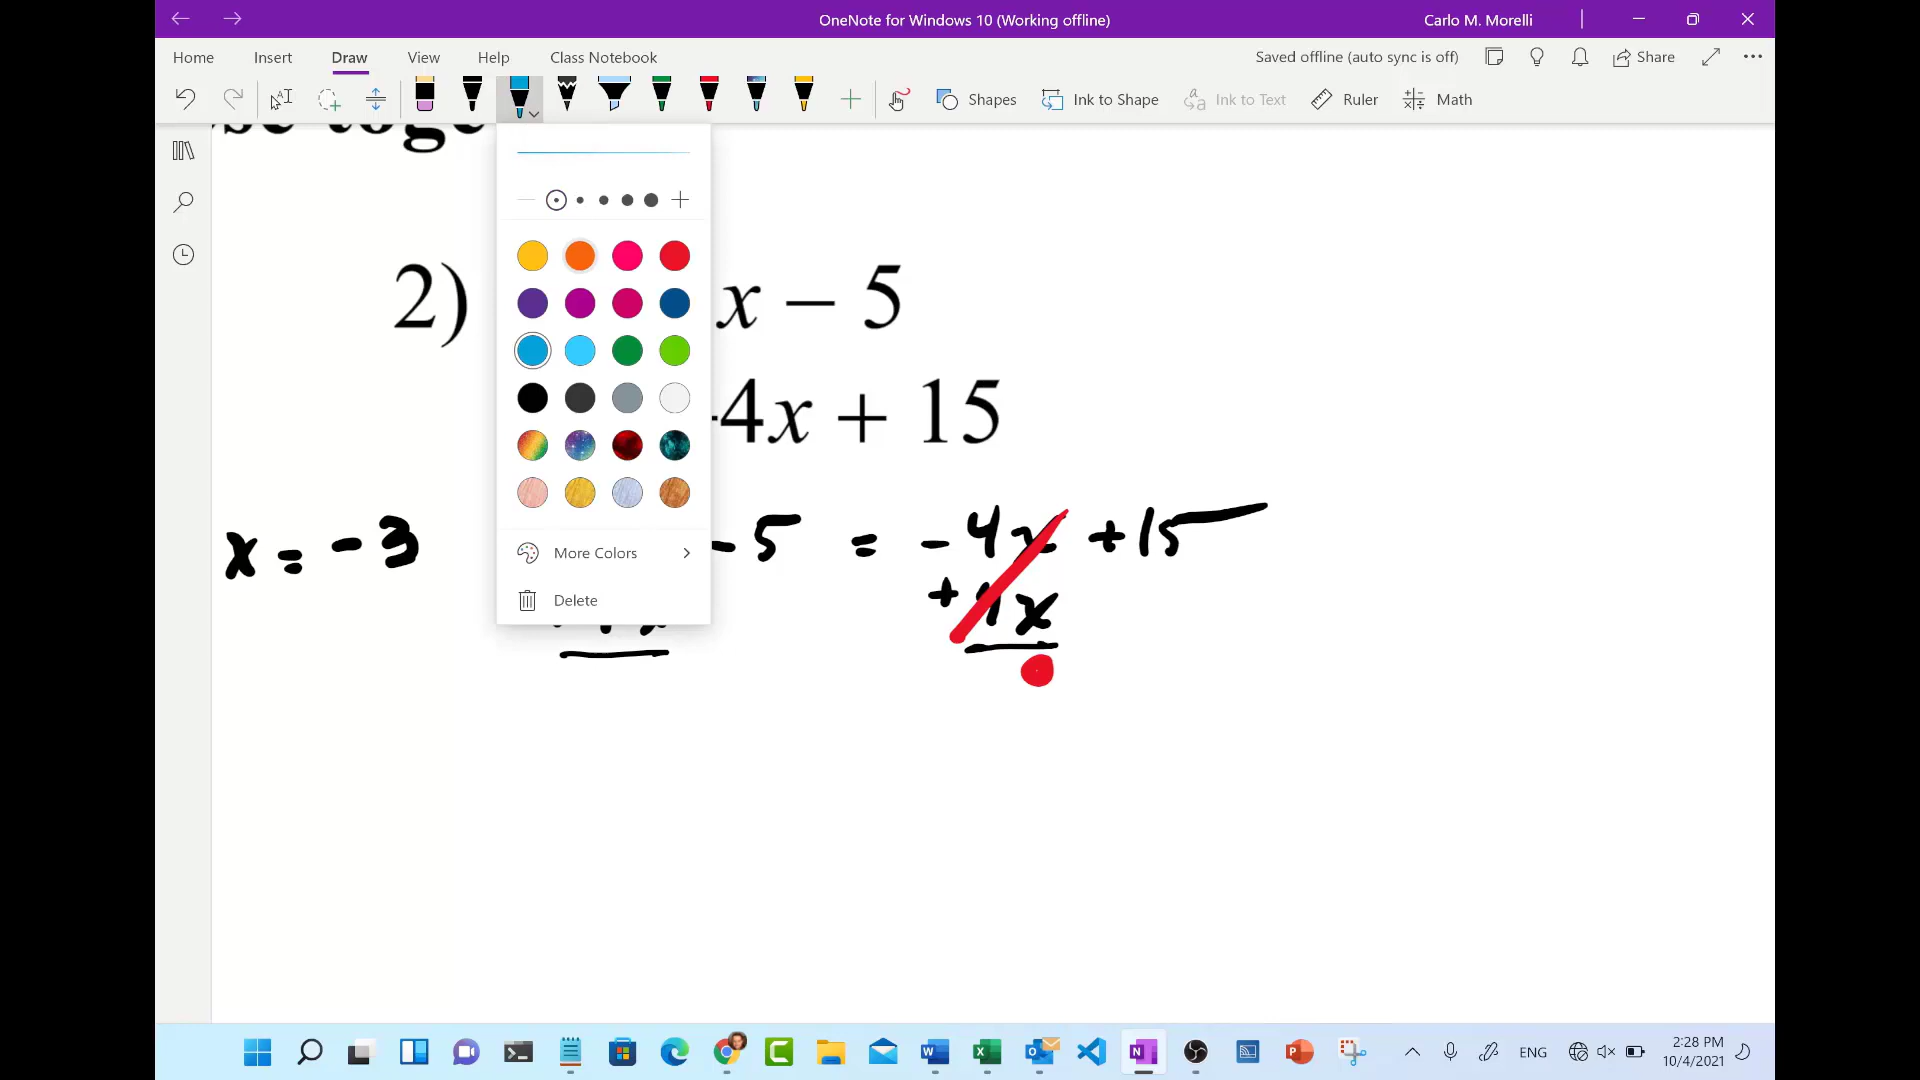 OneNote for Windows 10 (Working offline) Carlo M. Morelli
Home Insert Draw View Help Class Notebook Saved offline (auto sync is off) Share
Shapes Ink to Shape Ink to Text Ruler Math
2) x − 5
4x + 15
x = -3 - 5 = - 4x + 15
+ 4x
More Colors
Delete
ENG 2:28 PM
10/4/2021